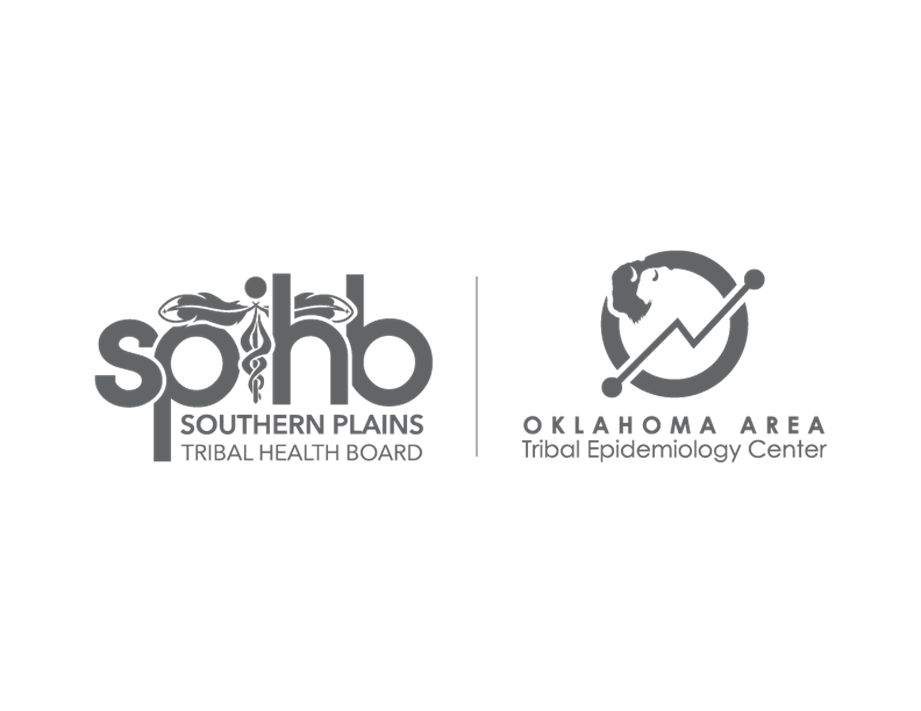 spthb
SOUTHERN PLAINS
TRIBAL HEALTH BOARD
OKLAHOMA AREA
Tribal Epidemiology Center